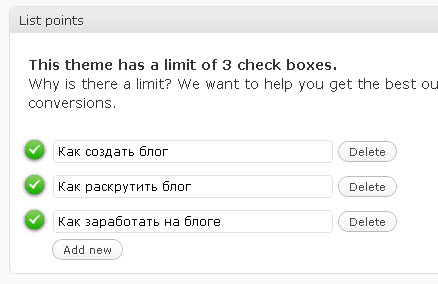 List points
This theme has a limit of 3 check boxes.
Why is there a limit? We want to help you get the best
conversions.
Как создать блог Delete
Как раскрутить блог Delete
Как заработать на блоге Delete
Add new